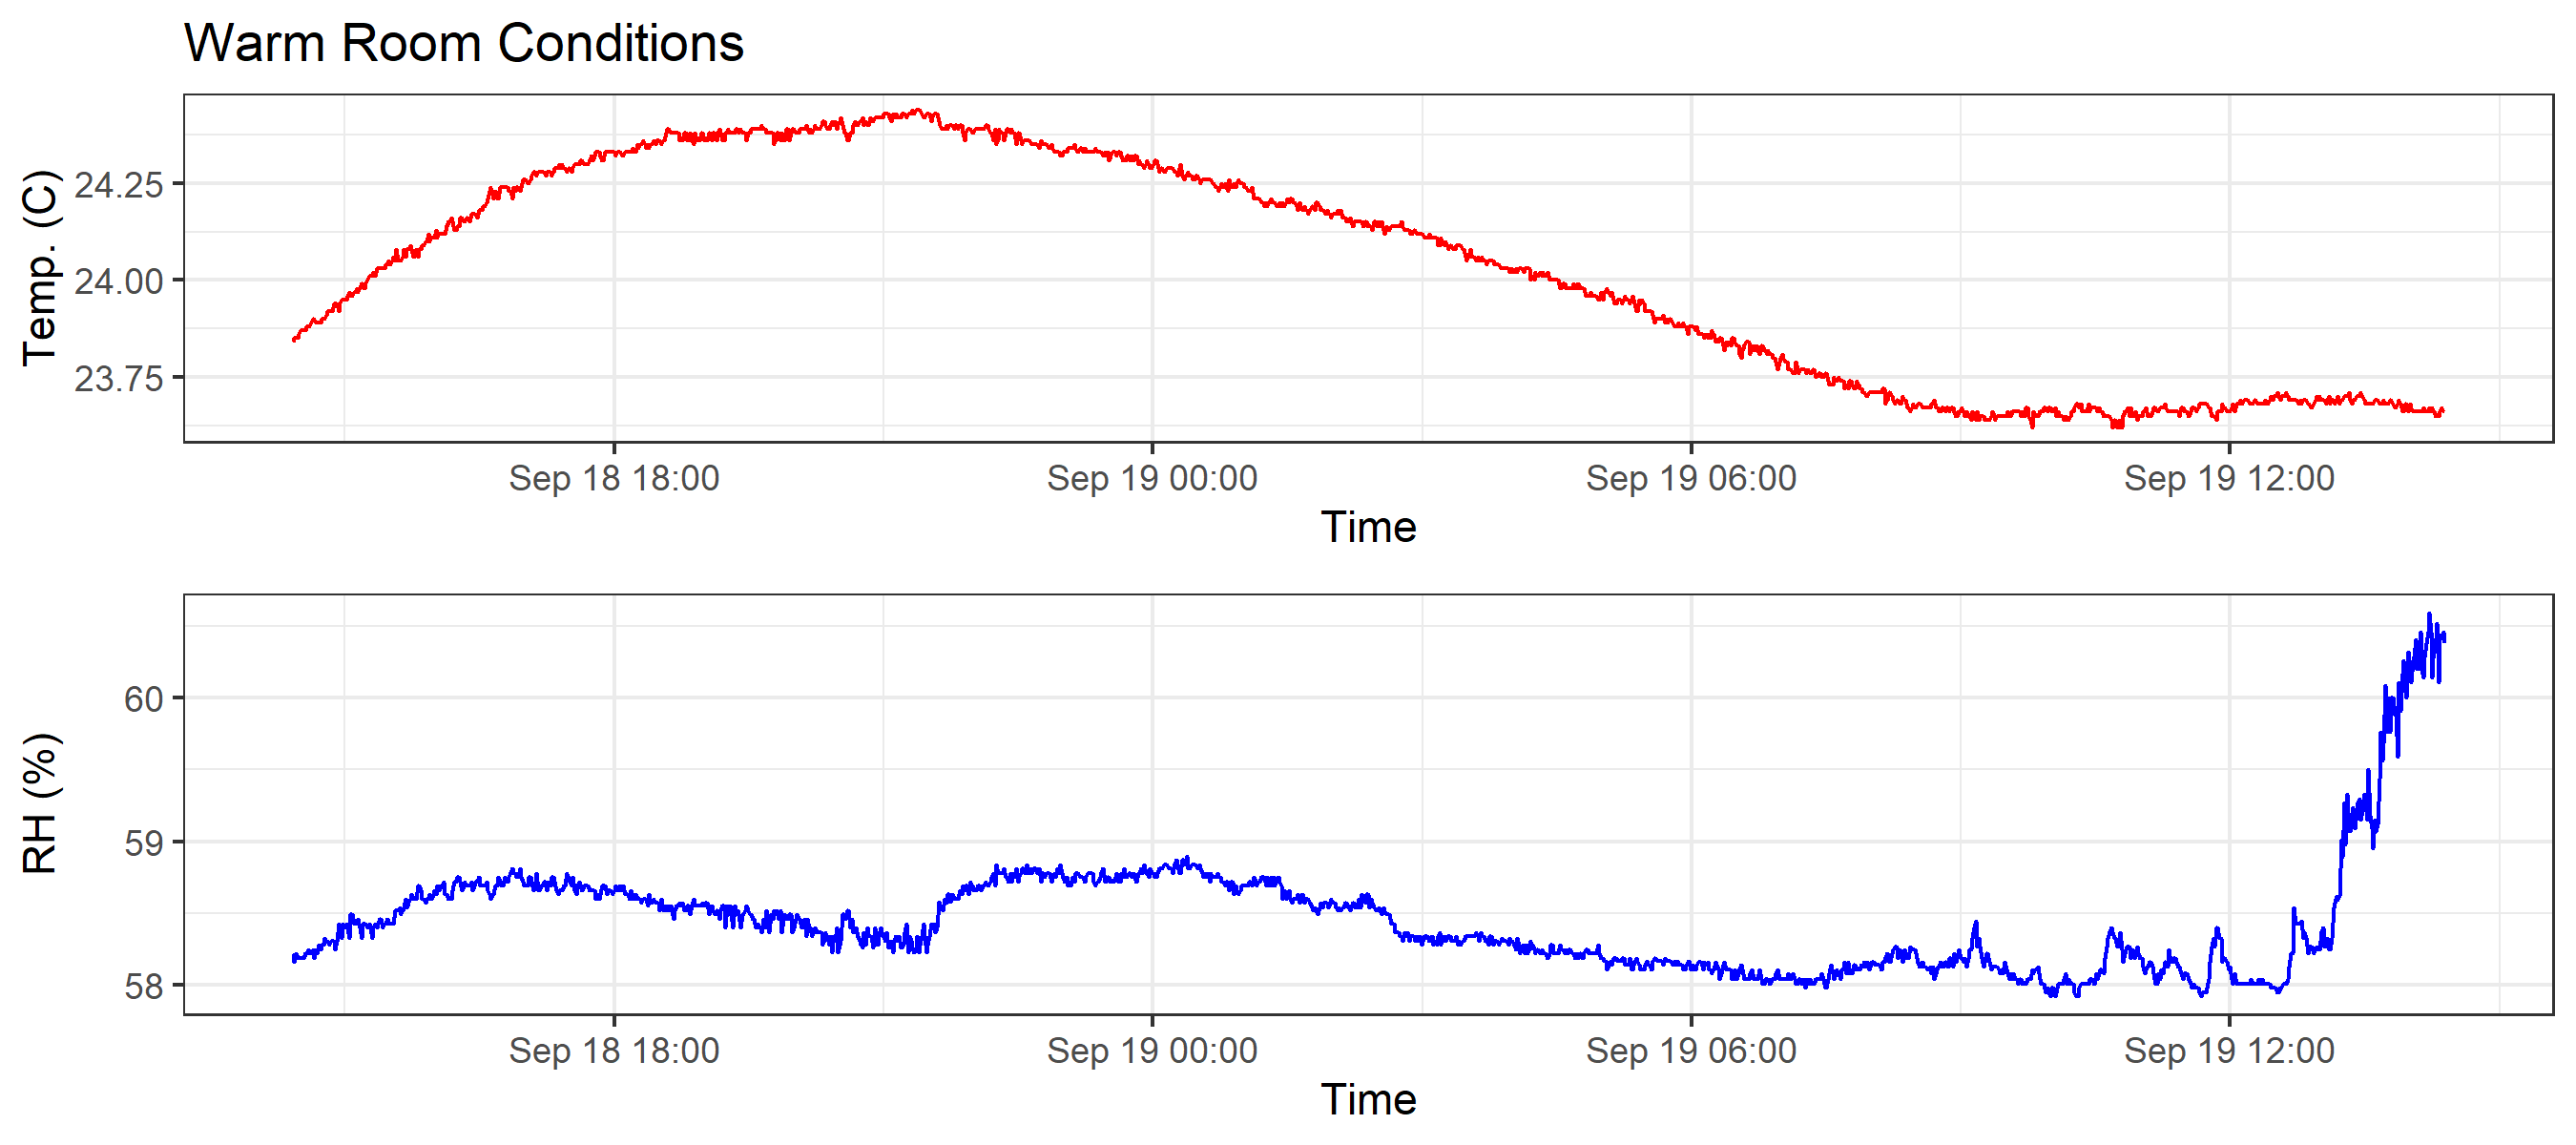 Warm Room Conditions
Temp. (C)
24.25
24.00
23.75
Sep 18 18:00 Sep 19 00:00 Sep 19 06:00 Sep 19 12:00
Time
RH (%)
60
59
58
Sep 18 18:00 Sep 19 00:00 Sep 19 06:00 Sep 19 12:00
Time